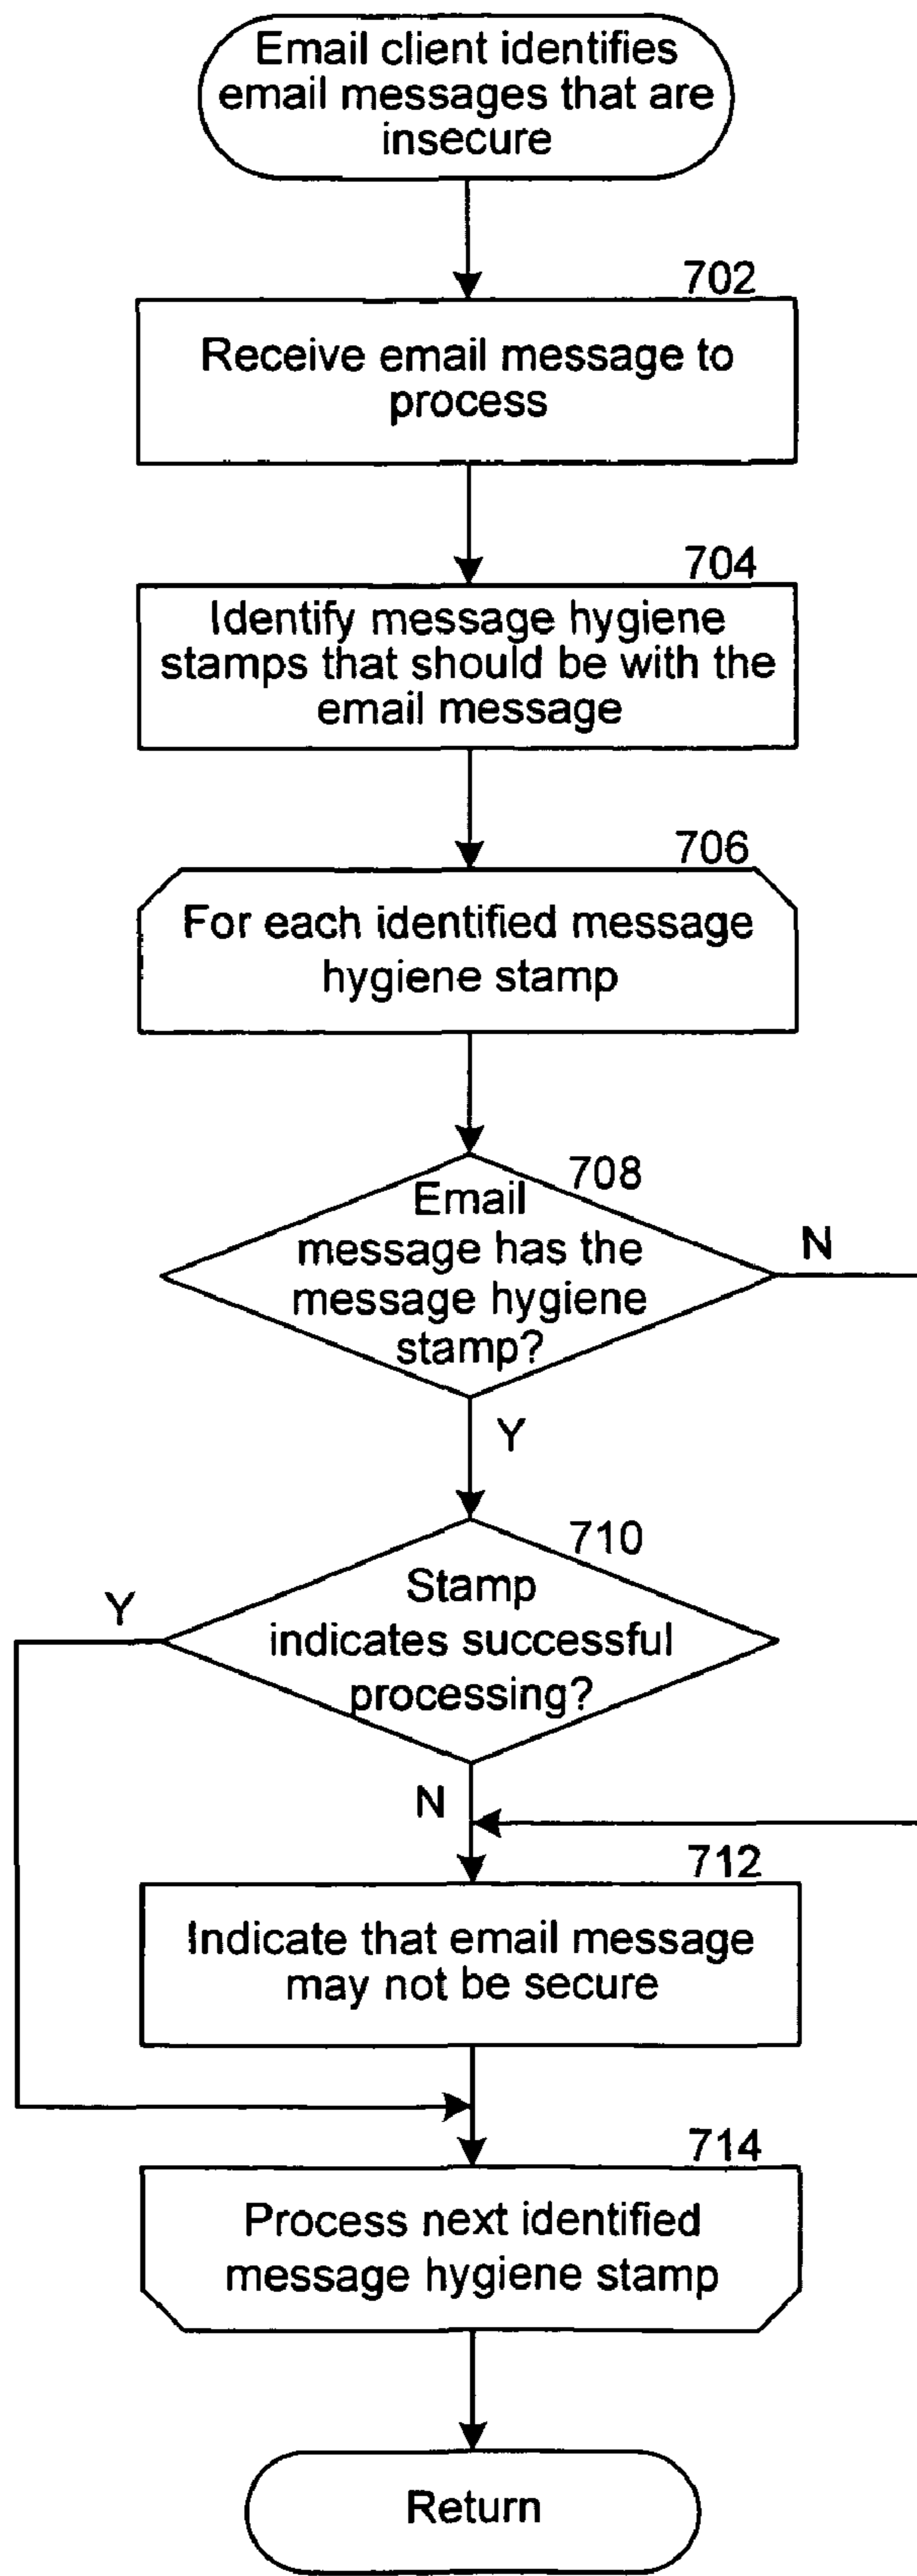 Email client identifies
email messages that are
insecure
702
Receive email message to
process
704
Identify message hygiene
stamps that should be with the
email message
706
For each identified message
hygiene stamp
708
Email
message has the
message hygiene
stamp?
N
Y
710
Stamp
indicates successful
processing?
Y
N
712
Indicate that email message
may not be secure
714
Process next identified
message hygiene stamp
Return